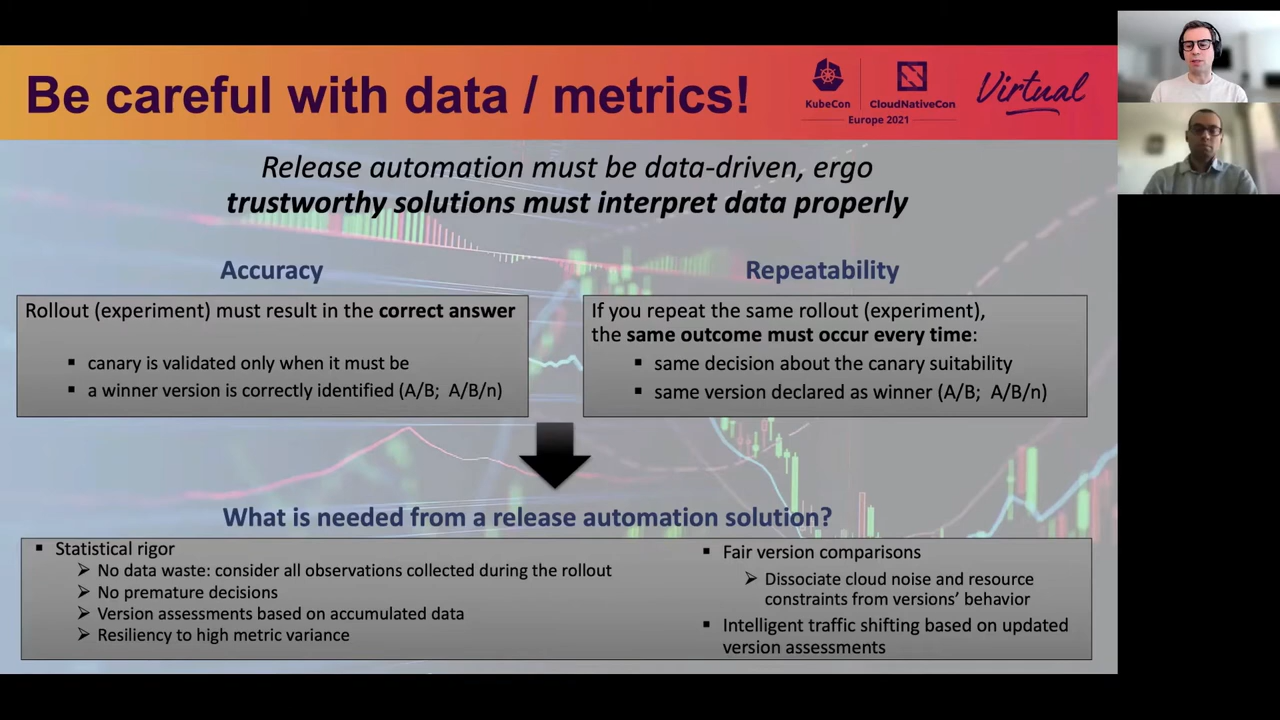 Be careful with data / metrics!
KubeCon
CloudNativeCon
Europe 2021
Virtual
Release automation must be data-driven, ergo
trustworthy solutions must interpret data properly
Accuracy
Rollout (experiment) must result in the correct answer
▪ canary is validated only when it must be
▪ a winner version is correctly identified (A/B; A/B/n)
Repeatability
If you repeat the same rollout (experiment),
the same outcome must occur every time:
▪ same decision about the canary suitability
▪ same version declared as winner (A/B; A/B/n)
What is needed from a release automation solution?
▪ Statistical rigor
➢ No data waste: consider all observations collected during the rollout
➢ No premature decisions
➢ Version assessments based on accumulated data
➢ Resiliency to high metric variance
▪ Fair version comparisons
➢ Dissociate cloud noise and resource
constraints from versions’ behavior
▪ Intelligent traffic shifting based on updated
version assessments